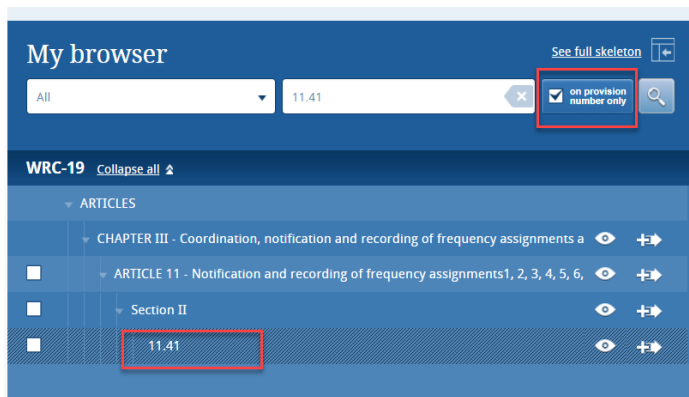 My browser
See full skeleton
All
11.41
on provision
number only
WRC-19 Collapse all
ARTICLES
CHAPTER III - Coordination, notification and recording of frequency assignments a
ARTICLE 11 - Notification and recording of frequency assignments1, 2, 3, 4, 5, 6,
Section II
11.41